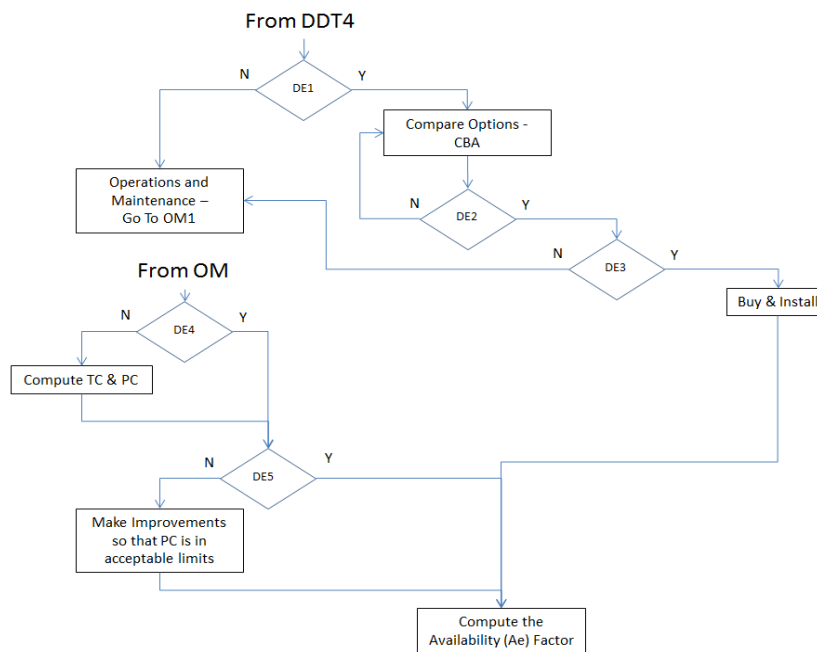 From DDT4
N
DE1
Y
Compare Options -
CBA
Operations and
Maintenance –
Go To OM1
N
DE2
Y
N
DE3
Y
From OM
Buy & Install
N
DE4
Y
Compute TC & PC
N
DE5
Y
Make Improvements
so that PC is in
acceptable limits
Compute the
Availability (Ae) Factor